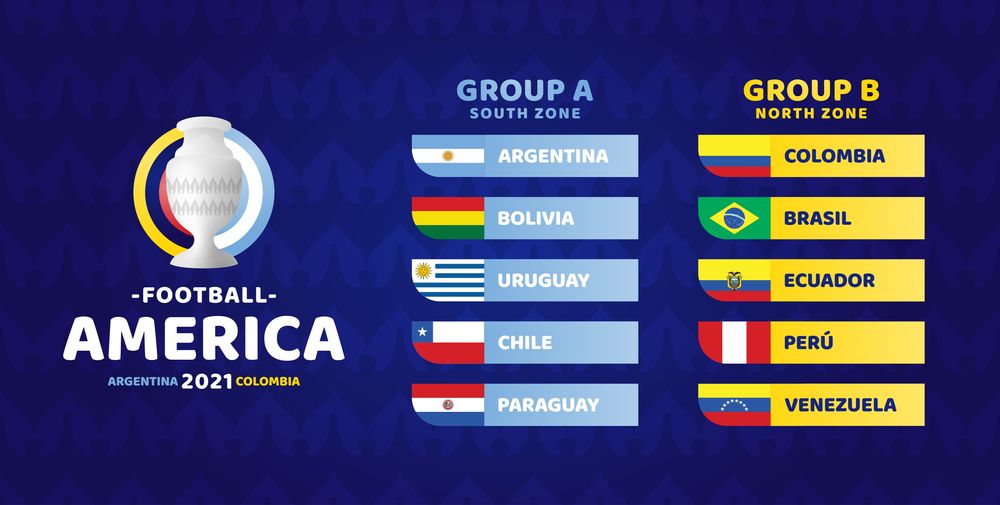 -FOOTBALL-
AMERICA
ARGENTINA 2021 COLOMBIA
GROUP A
SOUTH ZONE
ARGENTINA
BOLIVIA
URUGUAY
CHILE
PARAGUAY
GROUP B
NORTH ZONE
COLOMBIA
BRASIL
ECUADOR
PERÚ
VENEZUELA